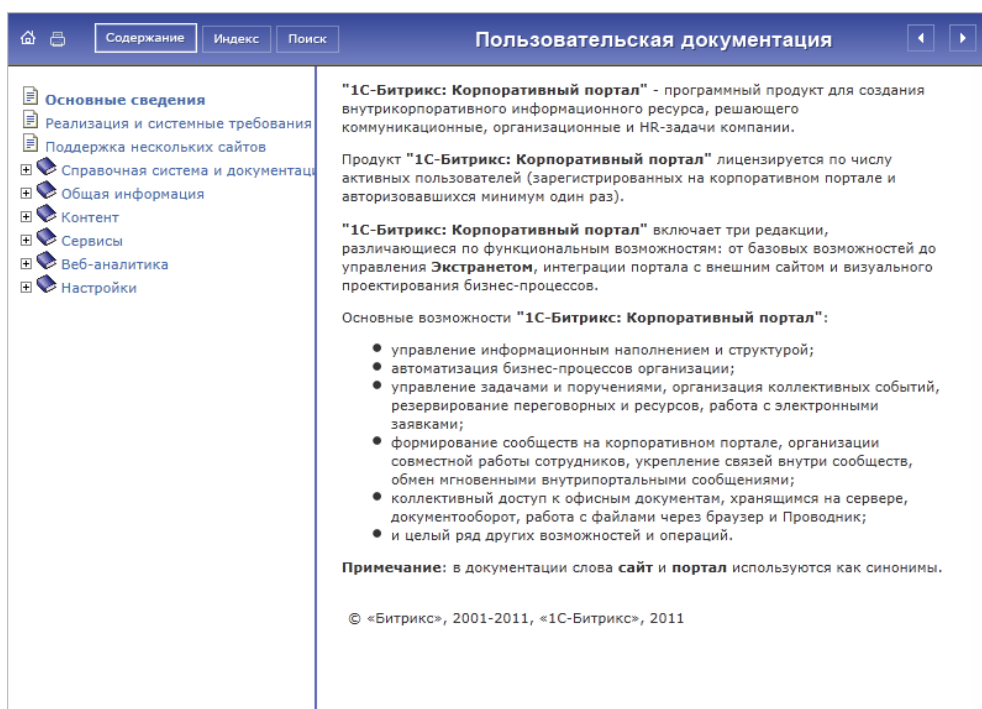 Содержание
Индекс
Поиск
Пользовательская документация
Основные сведения
Реализация и системные требования
Поддержка нескольких сайтов
Справочная система и документаци
Общая информация
Контент
Сервисы
Веб-аналитика
Настройки
"1С-Битрикс: Корпоративный портал" - программный продукт для создания
внутрикорпоративного информационного ресурса, решающего
коммуникационные, организационные и HR-задачи компании.
Продукт "1С-Битрикс: Корпоративный портал" лицензируется по числу
активных пользователей (зарегистрированных на корпоративном портале и
авторизовавшихся минимум один раз).
"1С-Битрикс: Корпоративный портал" включает три редакции,
различающиеся по функциональным возможностям: от базовых возможностей до
управления Экстранетом, интеграции портала с внешним сайтом и визуального
проектирования бизнес-процессов.
Основные возможности "1С-Битрикс: Корпоративный портал":
● управление информационным наполнением и структурой;
● автоматизация бизнес-процессов организации;
● управление задачами и поручениями, организация коллективных событий,
резервирование переговорных и ресурсов, работа с электронными
заявками;
● формирование сообществ на корпоративном портале, организации
совместной работы сотрудников, укрепление связей внутри сообществ,
обмен мгновенными внутрипортальными сообщениями;
● коллективный доступ к офисным документам, хранящимся на сервере,
документооборот, работа с файлами через браузер и Проводник;
● и целый ряд других возможностей и операций.
Примечание: в документации слова сайт и портал используются как синонимы.
© «Битрикс», 2001-2011, «1С-Битрикс», 2011